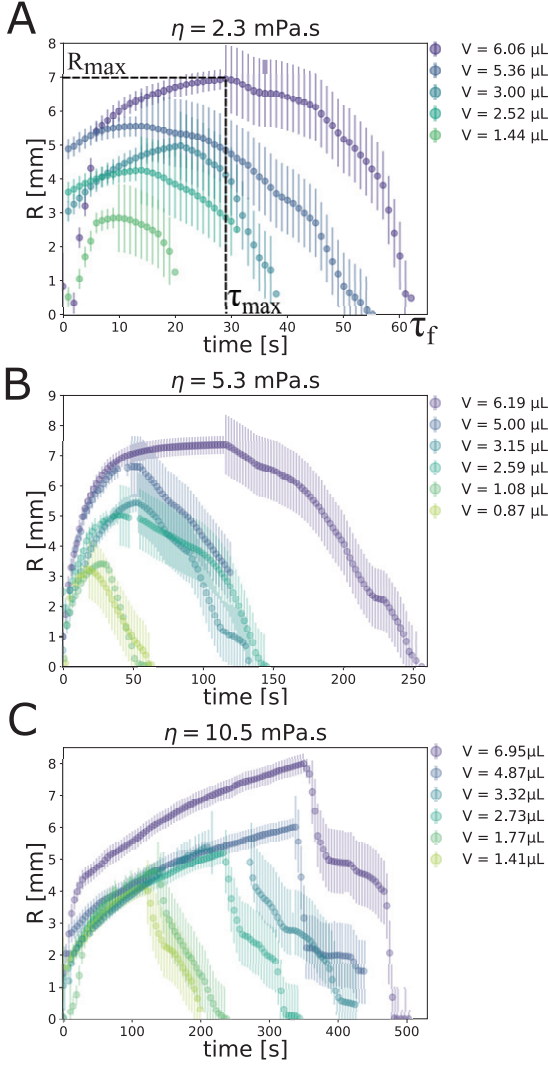 A
η = 2.3 mPa.s
8
7
6
5
4
3
2
1
0
R [mm]
Rmax
τmax
τf
0 10 20 30 40 50 60
time [s]
V = 6.06 μL
V = 5.36 μL
V = 3.00 μL
V = 2.52 μL
V = 1.44 μL
B
η = 5.3 mPa.s
9
8
7
6
5
4
3
2
1
0
R [mm]
0 50 100 150 200 250
time [s]
V = 6.19 μL
V = 5.00 μL
V = 3.15 μL
V = 2.59 μL
V = 1.08 μL
V = 0.87 μL
C
η = 10.5 mPa.s
8
7
6
5
4
3
2
1
0
R [mm]
0 100 200 300 400 500
time [s]
V = 6.95μL
V = 4.87μL
V = 3.32μL
V = 2.73μL
V = 1.77μL
V = 1.41μL